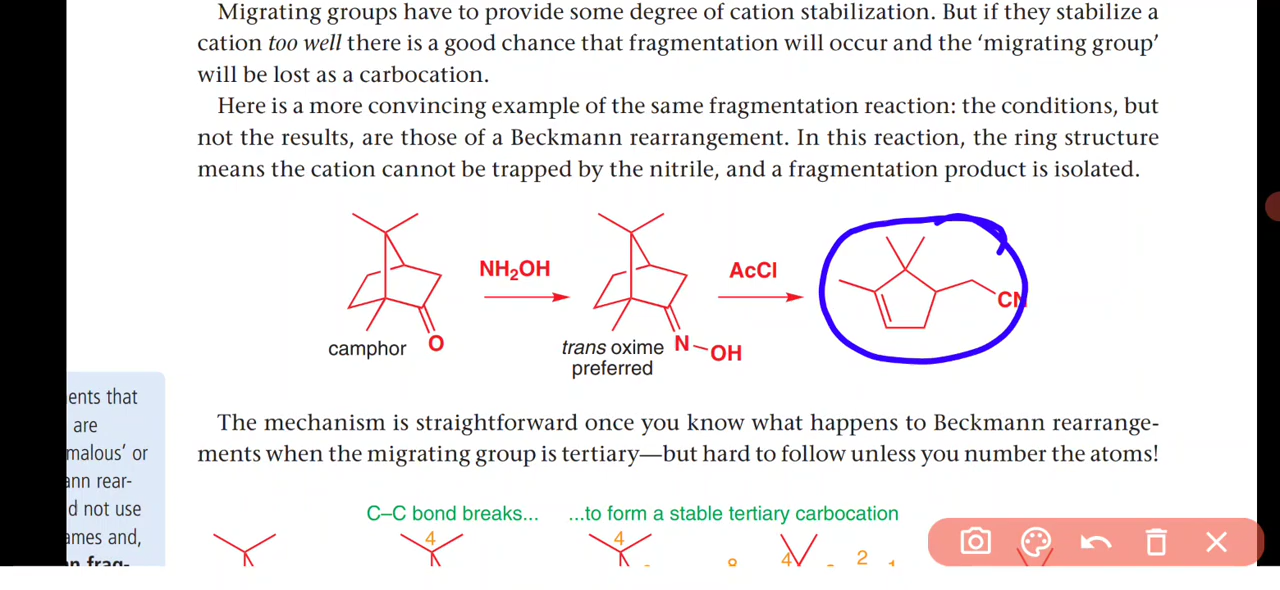 Migrating groups have to provide some degree of cation stabilization. But if they stabilize a
cation too well there is a good chance that fragmentation will occur and the ‘migrating group’
will be lost as a carbocation.
Here is a more convincing example of the same fragmentation reaction: the conditions, but
not the results, are those of a Beckmann rearrangement. In this reaction, the ring structure
means the cation cannot be trapped by the nitrile, and a fragmentation product is isolated.
NH2OH
AcCl
CN
camphor
O
trans oxime
preferred
N
OH
ents that
are
malous’ or
ann rear-
d not use
ames and,
n frag-
The mechanism is straightforward once you know what happens to Beckmann rearrange-
ments when the migrating group is tertiary—but hard to follow unless you number the atoms!
C–C bond breaks...
...to form a stable tertiary carbocation
4
4
8
4
2
1